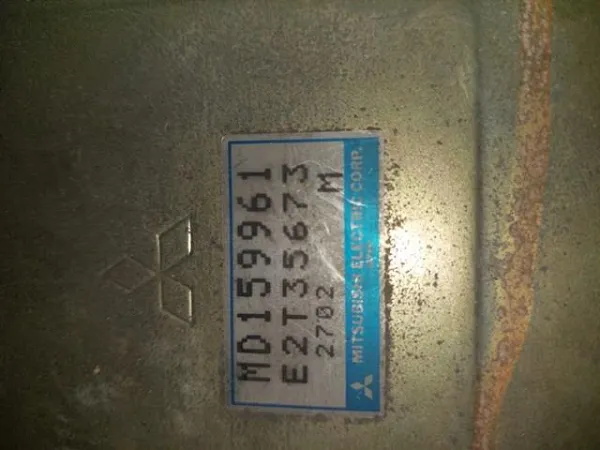 MD159961
E2T35673
2702 M
MITSUBISHI ELECTRIC CORP.